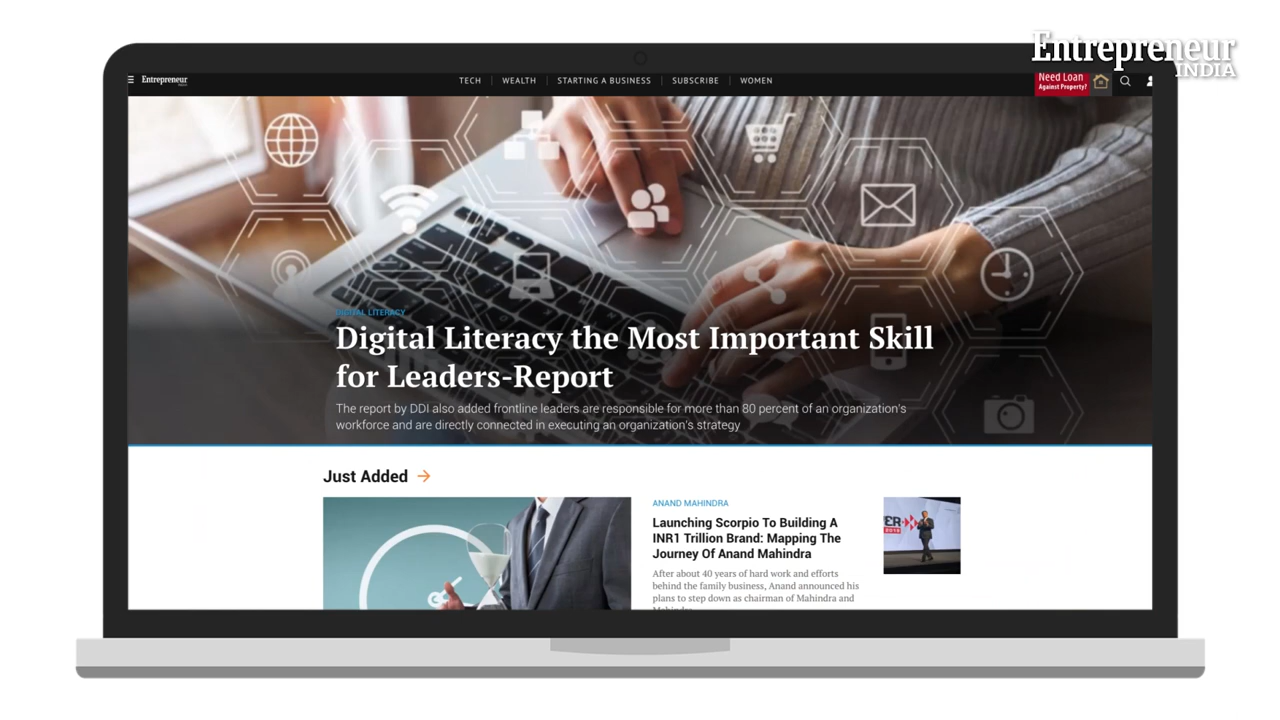 Entrepreneur
INDIA
Entrepreneur
TECH
WEALTH
STARTING A BUSINESS
SUBSCRIBE
WOMEN
Need Loan
Against Property?
DIGITAL LITERACY
Digital Literacy the Most Important Skill
for Leaders-Report
The report by DDI also added frontline leaders are responsible for more than 80 percent of an organization's
workforce and are directly connected in executing an organization's strategy
Just Added
ANAND MAHINDRA
Launching Scorpio To Building A
INR1 Trillion Brand: Mapping The
Journey Of Anand Mahindra
After about 40 years of hard work and efforts
behind the family business, Anand announced his
plans to step down as chairman of Mahindra and